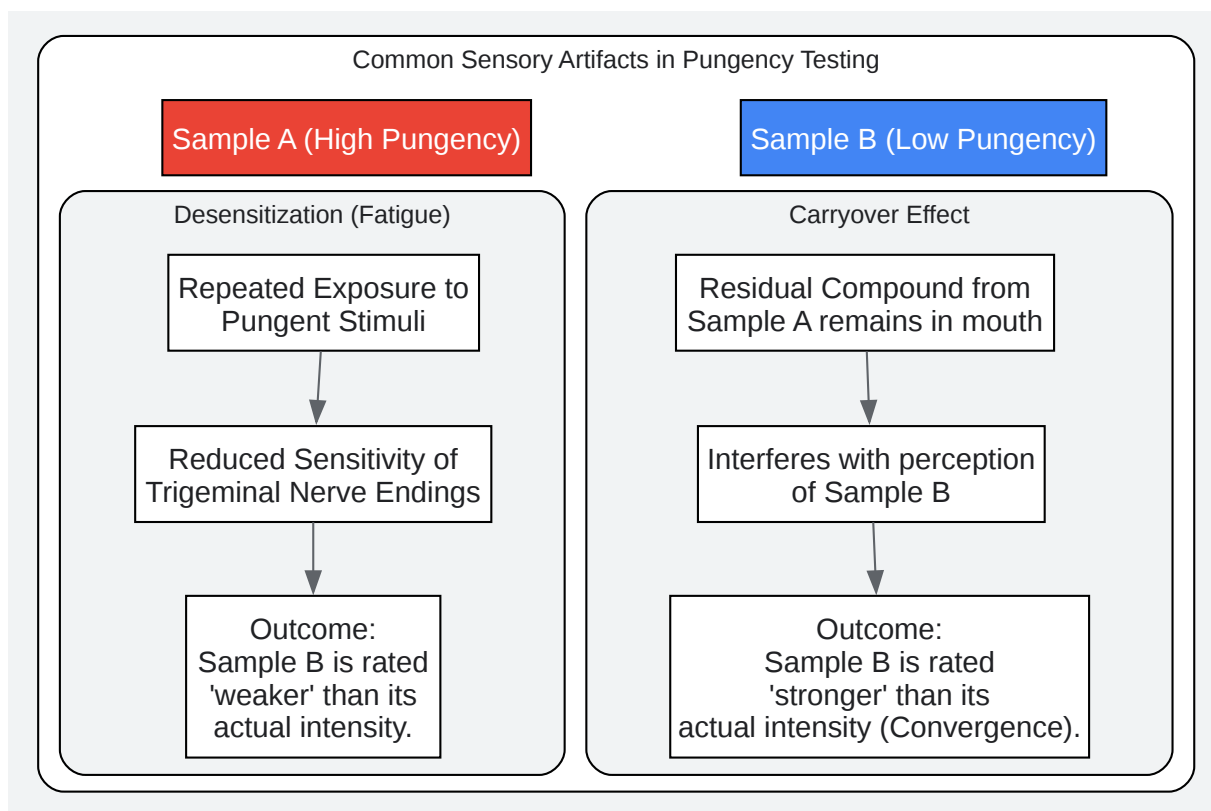 Common Sensory Artifacts in Pungency Testing
Sample A (High Pungency)
Sample B (Low Pungency)
Desensitization (Fatigue)
Repeated Exposure to
Pungent Stimuli
Reduced Sensitivity of
Trigeminal Nerve Endings
Outcome:
Sample B is rated
'weaker' than its
actual intensity.
Carryover Effect
Residual Compound from
Sample A remains in mouth
Interferes with perception
of Sample B
Outcome:
Sample B is rated
'stronger' than its
actual intensity (Convergence).